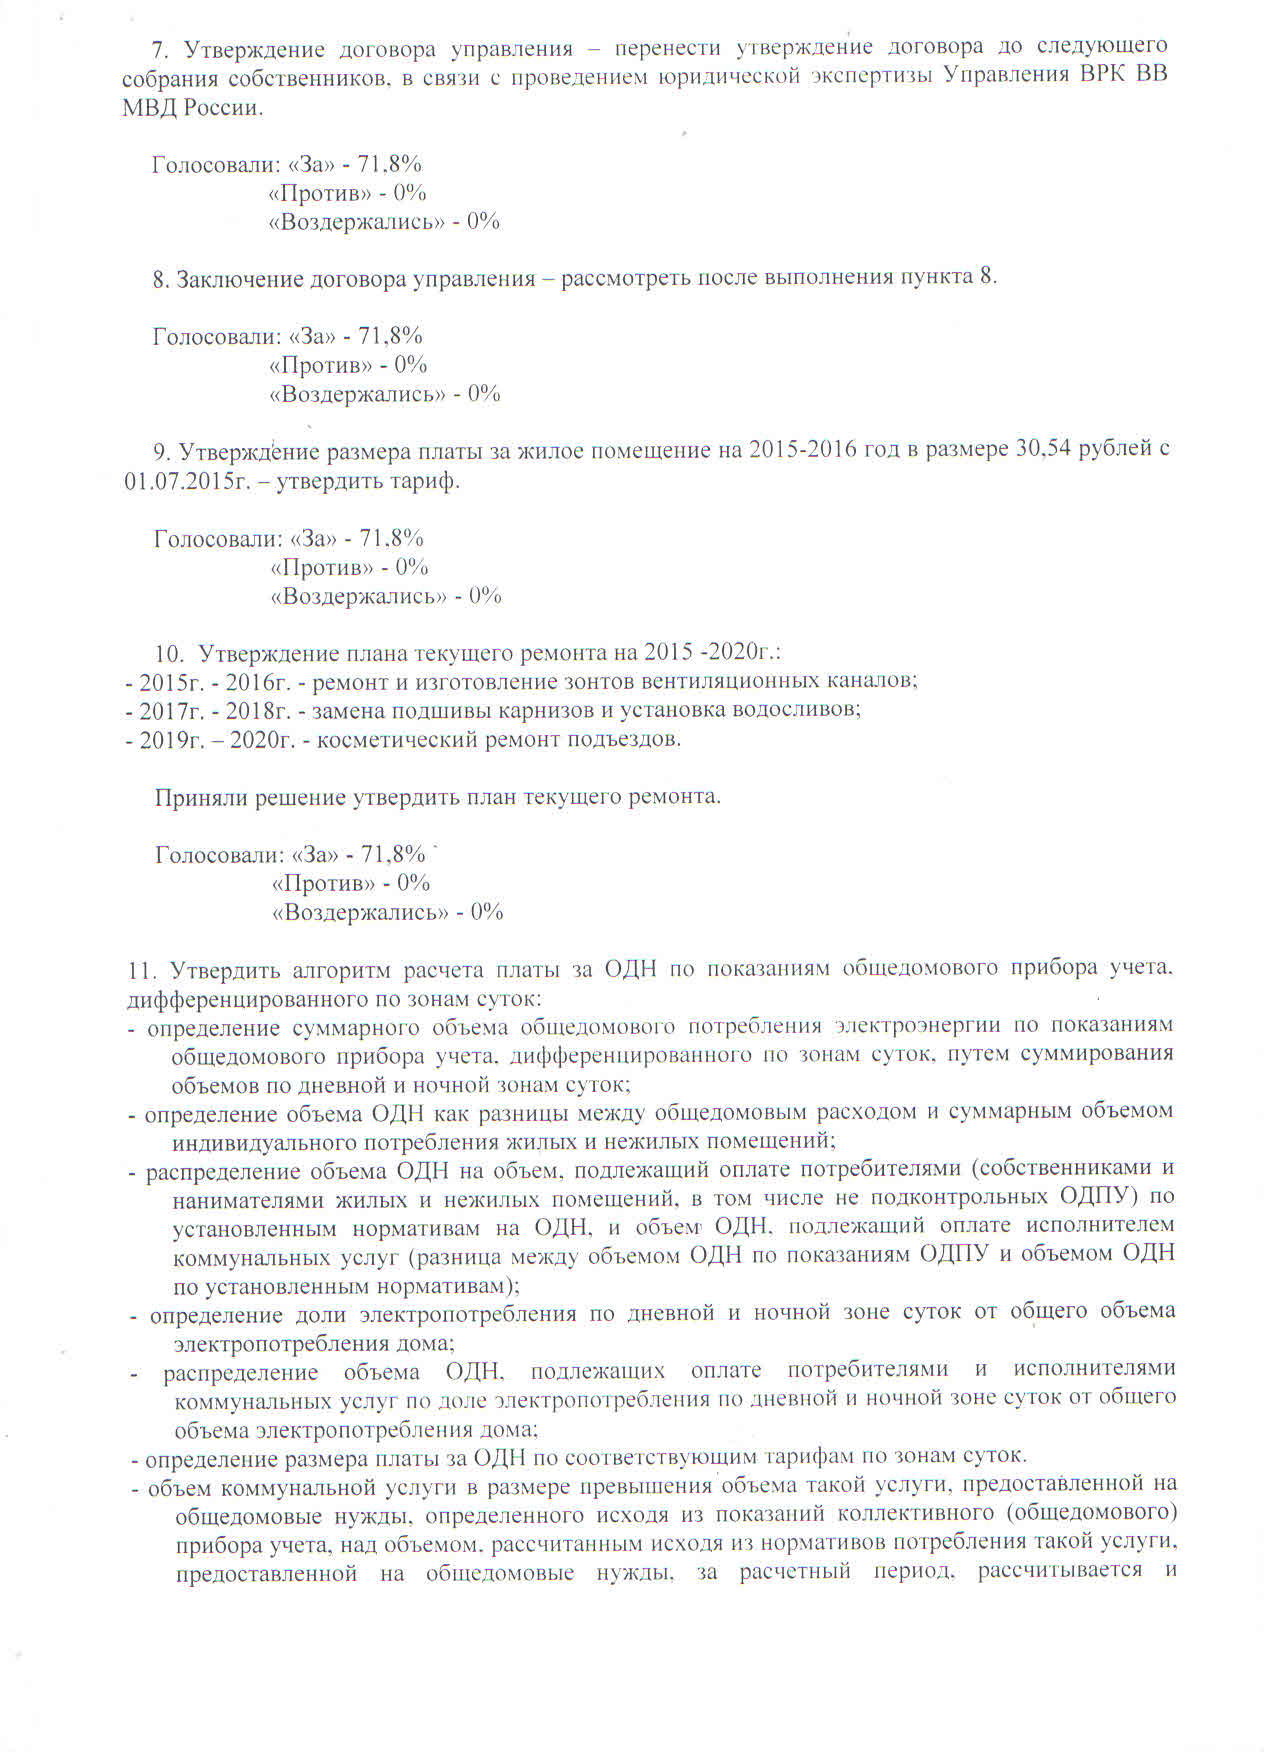 7. Утверждение договора управления – перенести утверждение договора до следующего
собрания собственников, в связи с проведением юридической экспертизы Управления ВРК ВВ
МВД России.
Голосовали: «За» - 71,8%
«Против» - 0%
«Воздержались» - 0%
8. Заключение договора управления – рассмотреть после выполнения пункта 8.
Голосовали: «За» - 71,8%
«Против» - 0%
«Воздержались» - 0%
9. Утверждение размера платы за жилое помещение на 2015-2016 год в размере 30,54 рублей с
01.07.2015г. – утвердить тариф.
Голосовали: «За» - 71,8%
«Против» - 0%
«Воздержались» - 0%
10. Утверждение плана текущего ремонта на 2015 -2020г.:
- 2015г. - 2016г. - ремонт и изготовление зонтов вентиляционных каналов;
- 2017г. - 2018г. - замена подшивы карнизов и установка водосливов;
- 2019г. – 2020г. - косметический ремонт подъездов.
Приняли решение утвердить план текущего ремонта.
Голосовали: «За» - 71,8%
«Против» - 0%
«Воздержались» - 0%
11. Утвердить алгоритм расчета платы за ОДН по показаниям общедомового прибора учета,
дифференцированного по зонам суток:
- определение суммарного объема общедомового потребления электроэнергии по показаниям
общедомового прибора учета, дифференцированного по зонам суток, путем суммирования
объемов по дневной и ночной зонам суток;
- определение объема ОДН как разницы между общедомовым расходом и суммарным объемом
индивидуального потребления жилых и нежилых помещений;
- распределение объема ОДН на объем, подлежащий оплате потребителями (собственниками и
нанимателями жилых и нежилых помещений, в том числе не подконтрольных ОДПУ) по
установленным нормативам на ОДН, и объем ОДН, подлежащий оплате исполнителем
коммунальных услуг (разница между объемом ОДН по показаниям ОДПУ и объемом ОДН
по установленным нормативам);
- определение доли электропотребления по дневной и ночной зоне суток от общего объема
электропотребления дома;
- распределение объема ОДН, подлежащих оплате потребителями и исполнителями
коммунальных услуг по доле электропотребления по дневной и ночной зоне суток от общего
объема электропотребления дома;
- определение размера платы за ОДН по соответствующим тарифам по зонам суток.
- объем коммунальной услуги в размере превышения объема такой услуги, предоставленной на
общедомовые нужды, определенного исходя из показаний коллективного (общедомового)
прибора учета, над объемом, рассчитанным исходя из нормативов потребления такой услуги,
предоставленной на общедомовые нужды, за расчетный период, рассчитывается и